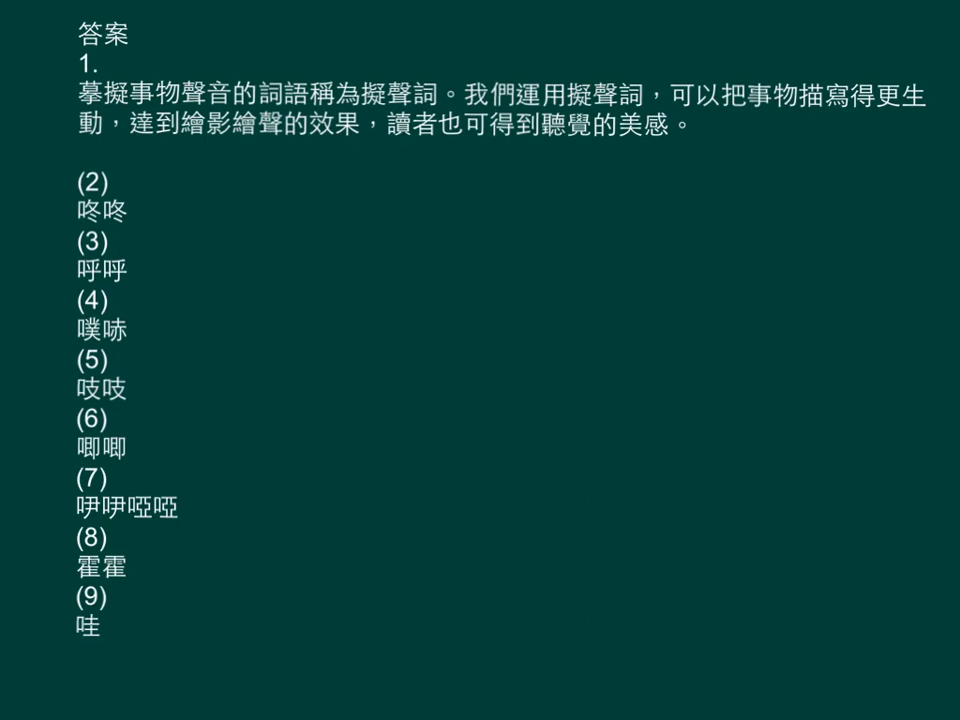 答案
1.
摹擬事物聲音的詞語稱為擬聲詞。我們運用擬聲詞，可以把事物描寫得更生
動，達到繪影繪聲的效果，讀者也可得到聽覺的美感。
(2)
咚咚
(3)
呼呼
(4)
噗哧
(5)
吱吱
(6)
唧唧
(7)
咿咿啞啞
(8)
霍霍
(9)
哇